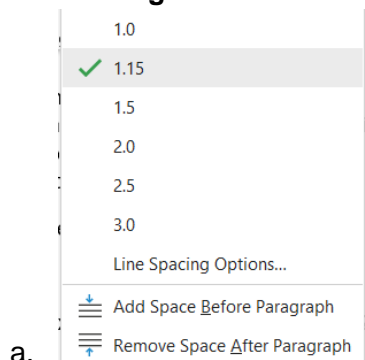 1.0
1.15
1.5
2.0
2.5
3.0
Line Spacing Options...
Add Space Before Paragraph
a. Remove Space After Paragraph